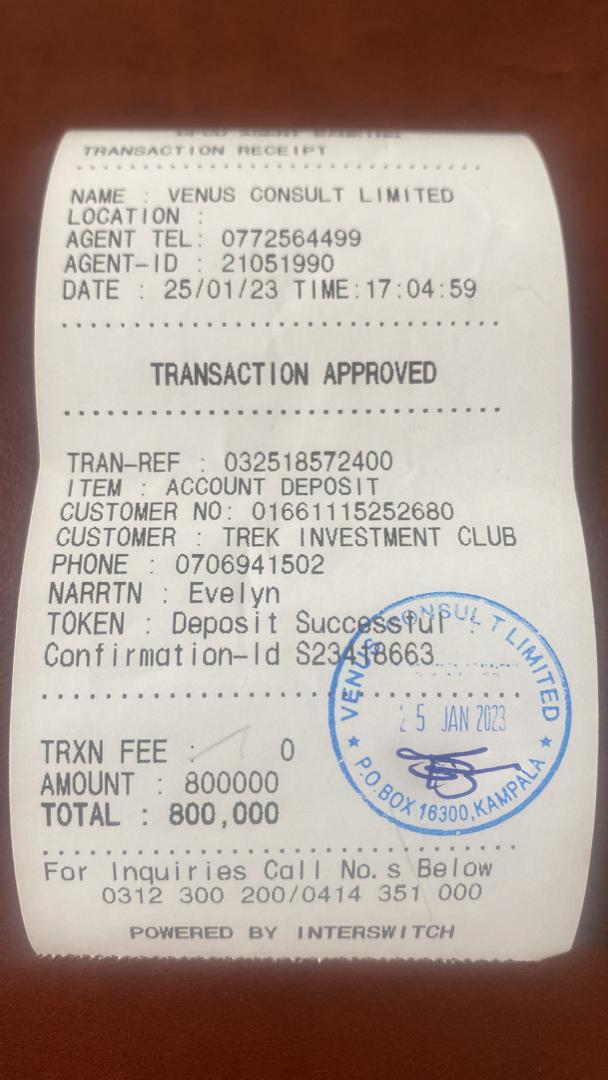 TRANSACTION RECEIPT
NAME : VENUS CONSULT LIMITED
LOCATION :
AGENT TEL: 0772564499
AGENT-ID : 21051990
DATE : 25/01/23 TIME:17:04:59
TRANSACTION APPROVED
TRAN-REF : 032518572400
ITEM : ACCOUNT DEPOSIT
CUSTOMER NO: 01661115252680
CUSTOMER : TREK INVESTMENT CLUB
PHONE : 0706941502
NARRTN : Evelyn
TOKEN : Deposit Successful :
Confirmation-Id S23418663
VENUS CONSULT LIMITED
25 JAN 2023
P.O.BOX 16300,KAMPALA
TRXN FEE : 0
AMOUNT : 800000
TOTAL : 800,000
For Inquiries Call No.s Below
0312 300 200/0414 351 000
POWERED BY INTERSWITCH